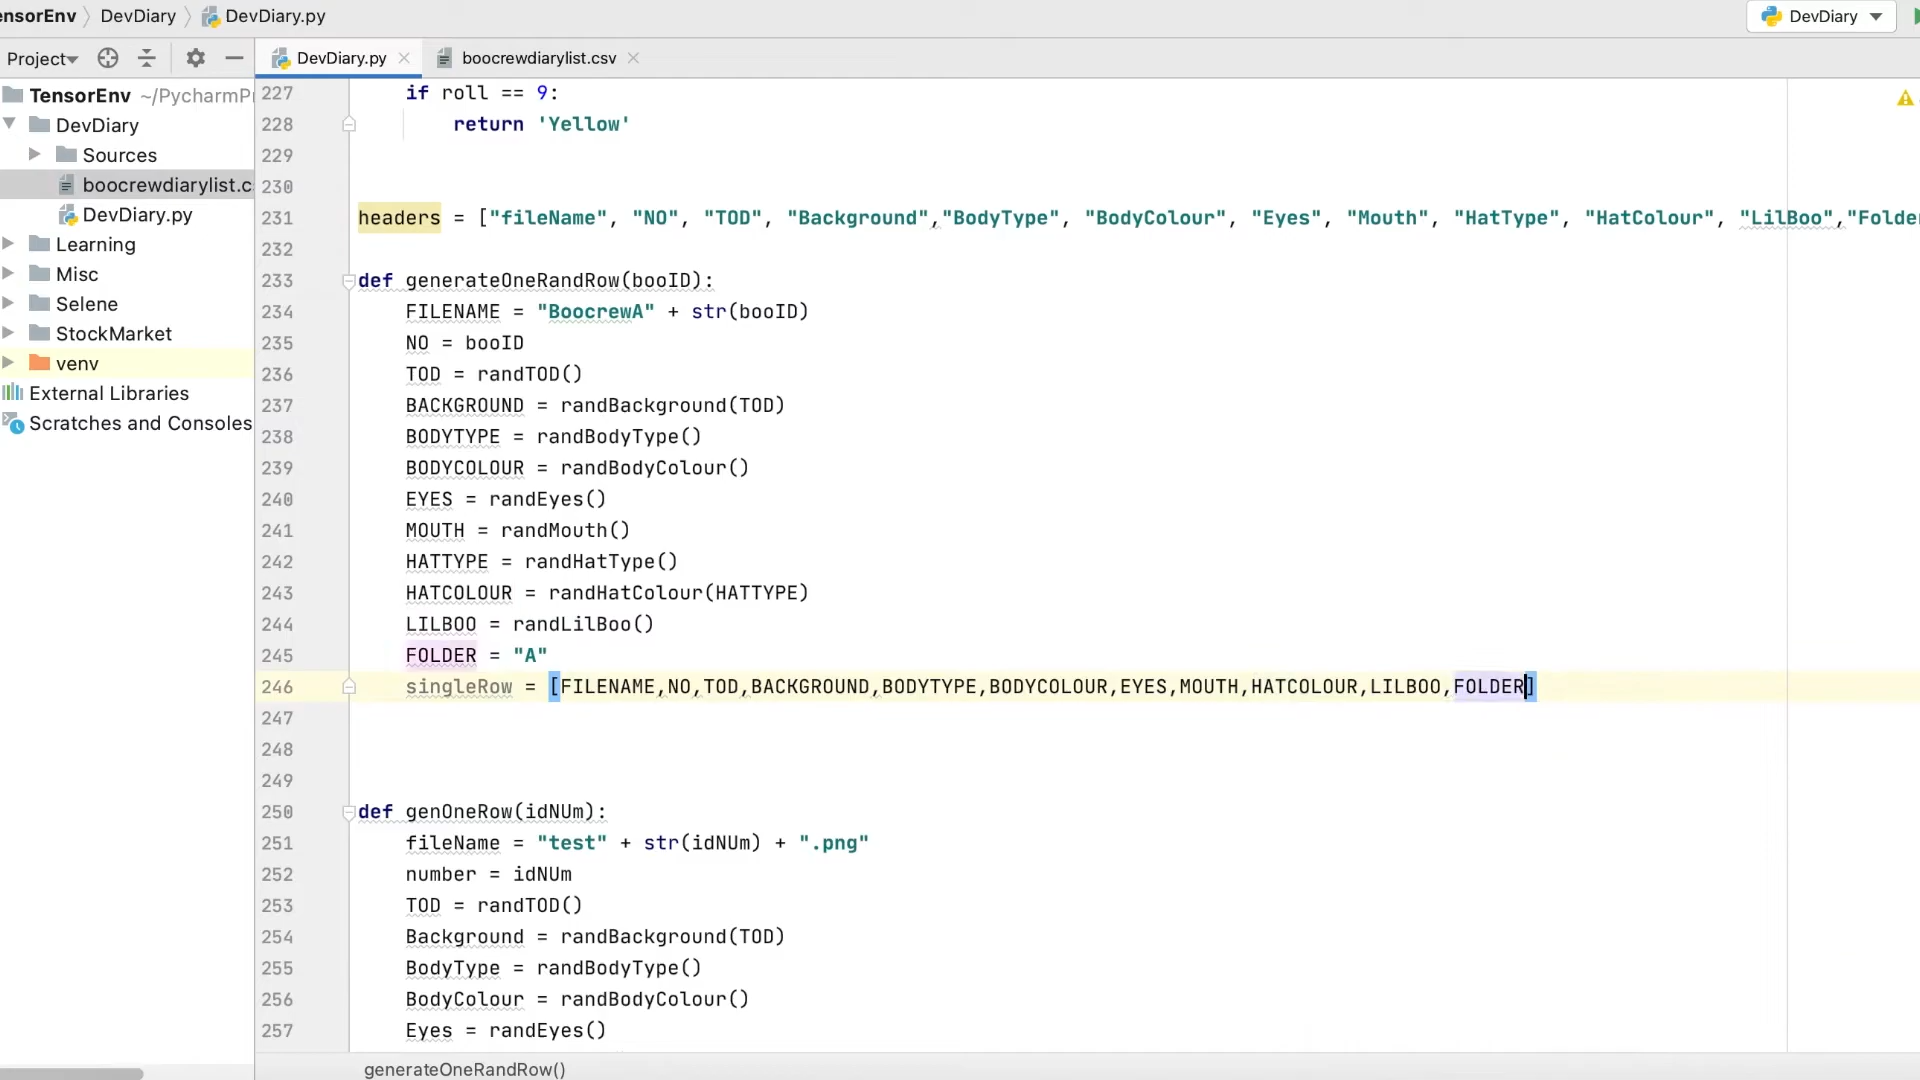 ensorEnv DevDiary DevDiary.py DevDiary
Project DevDiary.py boocrewdiarylist.csv
TensorEnv ~/PycharmPr
DevDiary
Sources
boocrewdiarylist.cs
DevDiary.py
Learning
Misc
Selene
StockMarket
venv
External Libraries
Scratches and Consoles
227 if roll == 9:
228 return 'Yellow'
229
230
231 headers = ["fileName", "NO", "TOD", "Background","BodyType", "BodyColour", "Eyes", "Mouth", "HatType", "HatColour", "LilBoo","Folder
232
233 def generateOneRandRow(booID):
234 FILENAME = "BoocrewA" + str(booID)
235 NO = booID
236 TOD = randTOD()
237 BACKGROUND = randBackground(TOD)
238 BODYTYPE = randBodyType()
239 BODYCOLOUR = randBodyColour()
240 EYES = randEyes()
241 MOUTH = randMouth()
242 HATTYPE = randHatType()
243 HATCOLOUR = randHatColour(HATTYPE)
244 LILBOO = randLilBoo()
245 FOLDER = "A"
246 singleRow = [FILENAME,NO,TOD,BACKGROUND,BODYTYPE,BODYCOLOUR,EYES,MOUTH,HATCOLOUR,LILBOO,FOLDER]
247
248
249
250 def genOneRow(idNUm):
251 fileName = "test" + str(idNUm) + ".png"
252 number = idNUm
253 TOD = randTOD()
254 Background = randBackground(TOD)
255 BodyType = randBodyType()
256 BodyColour = randBodyColour()
257 Eyes = randEyes()
generateOneRandRow()